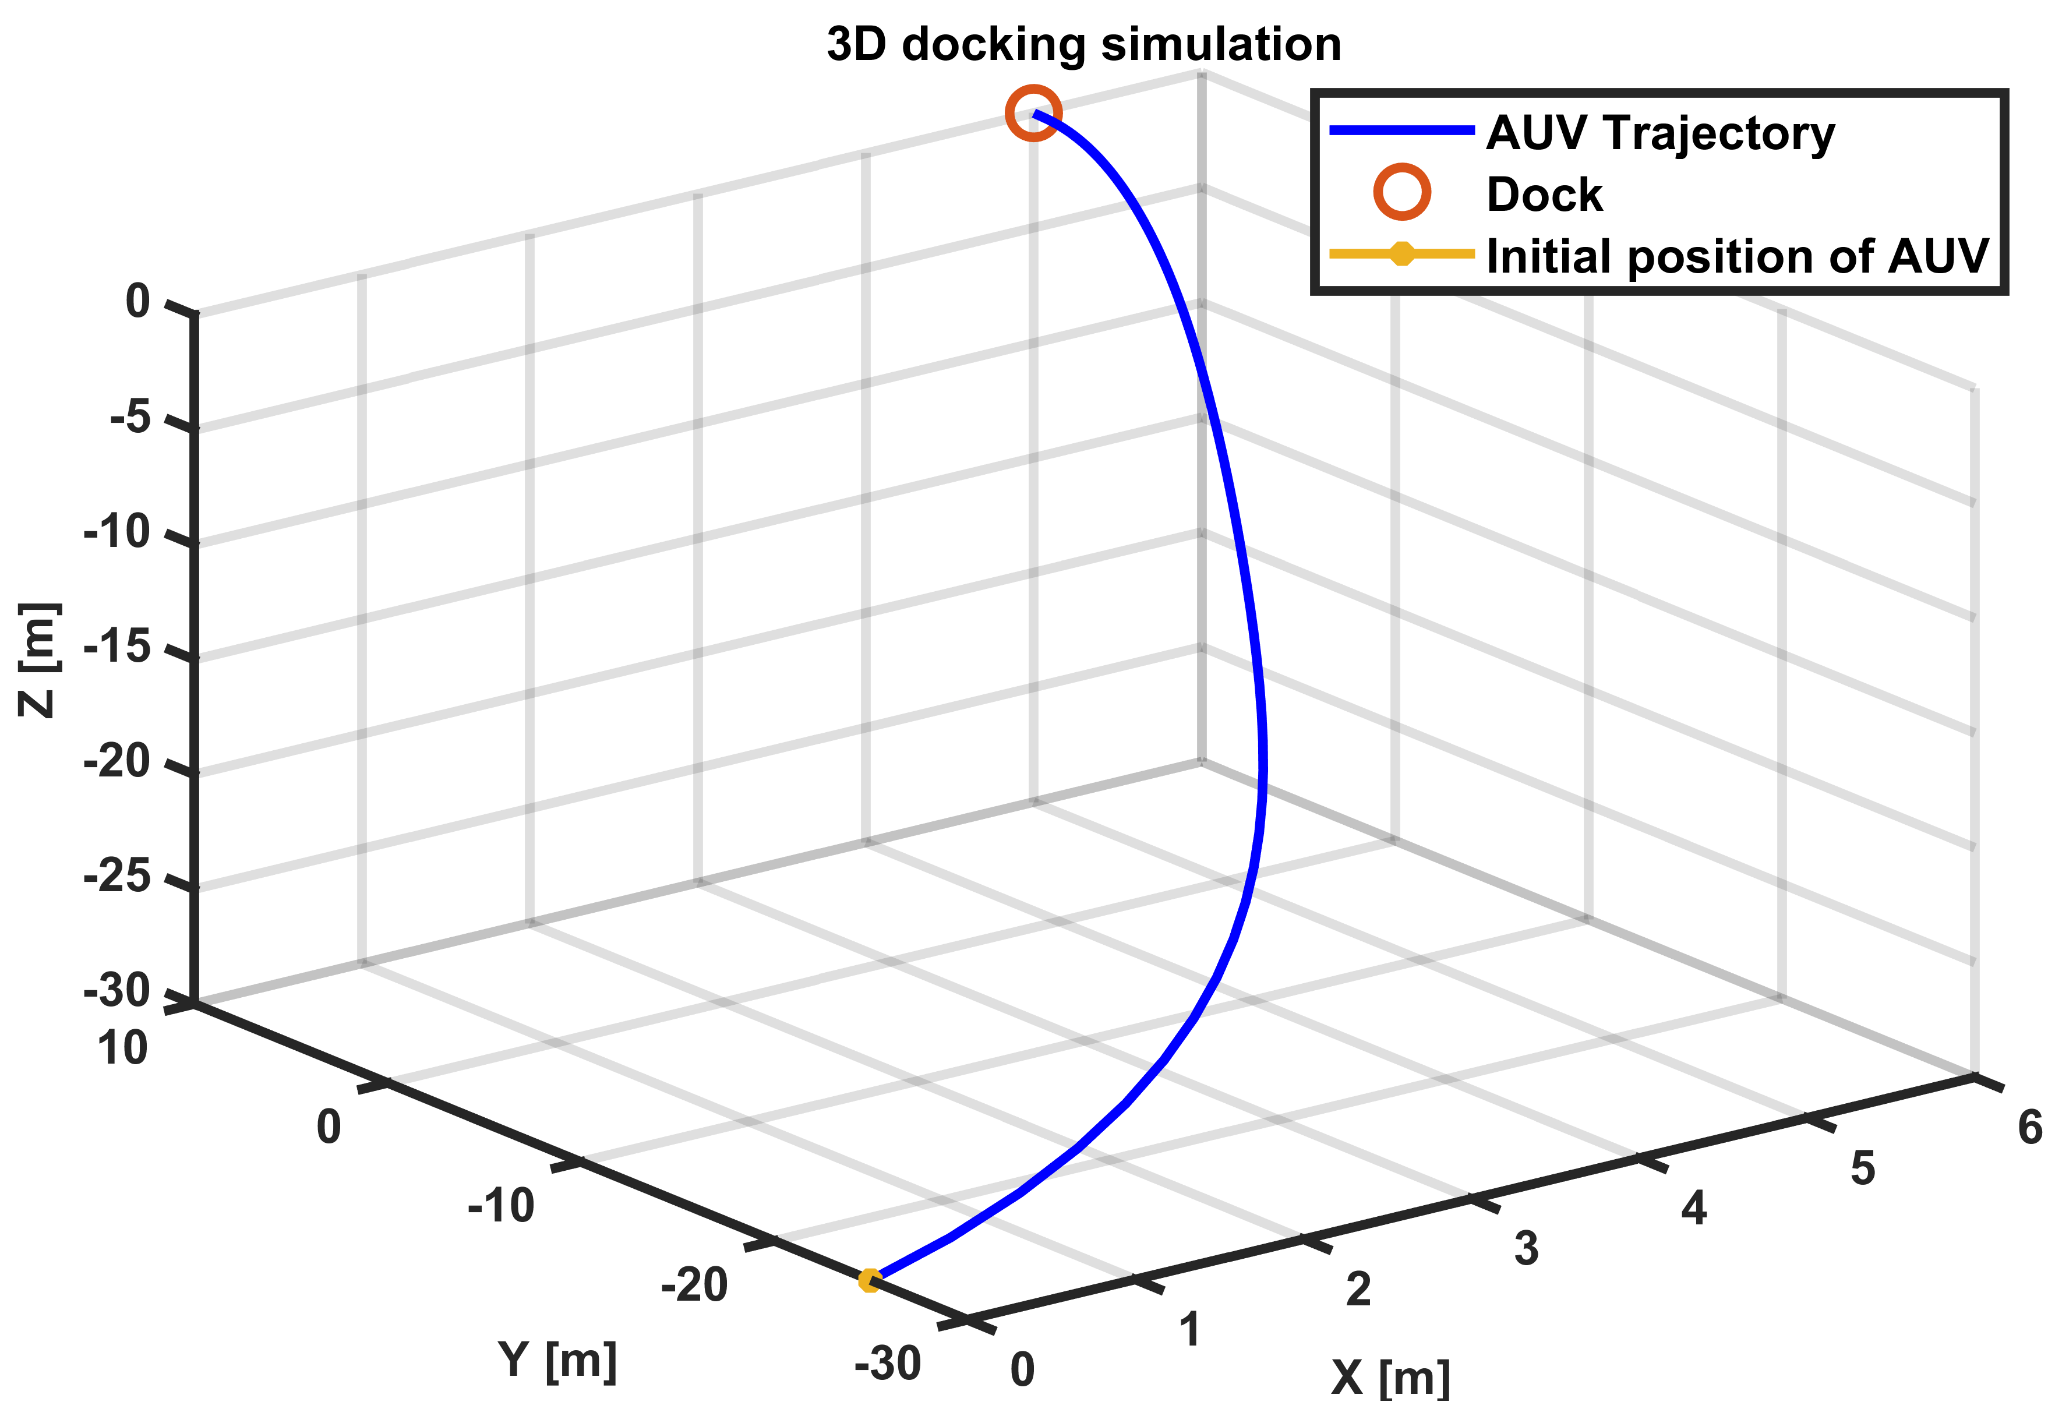 3D docking simulation
AUV Trajectory
Dock
Initial position of AUV
0
-5
-10
-15
-20
-25
-30
Z [m]
10
0
-10
-20
-30
Y [m]
0
1
2
3
4
5
6
X [m]